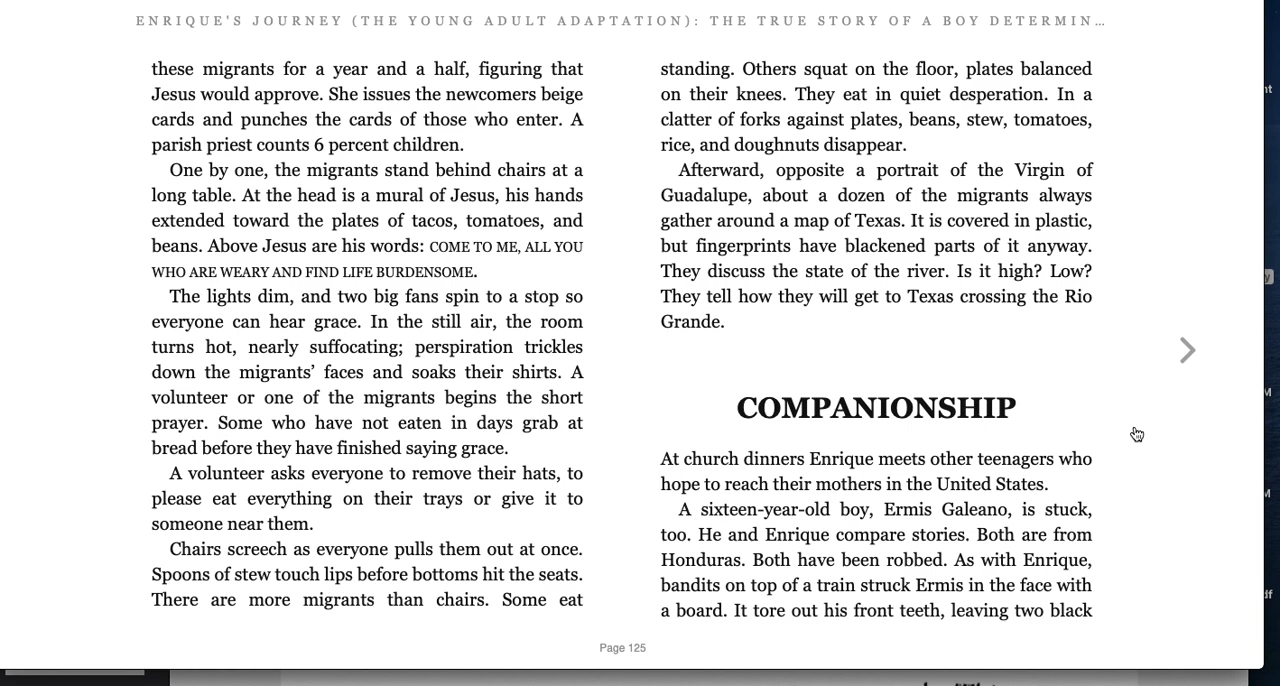 ENRIQUE'S JOURNEY (THE YOUNG ADULT ADAPTATION): THE TRUE STORY OF A BOY DETERMIN…
these migrants for a year and a half, figuring that
Jesus would approve. She issues the newcomers beige
cards and punches the cards of those who enter. A
parish priest counts 6 percent children.
One by one, the migrants stand behind chairs at a
long table. At the head is a mural of Jesus, his hands
extended toward the plates of tacos, tomatoes, and
beans. Above Jesus are his words: COME TO ME, ALL YOU
WHO ARE WEARY AND FIND LIFE BURDENSOME.
The lights dim, and two big fans spin to a stop so
everyone can hear grace. In the still air, the room
turns hot, nearly suffocating; perspiration trickles
down the migrants’ faces and soaks their shirts. A
volunteer or one of the migrants begins the short
prayer. Some who have not eaten in days grab at
bread before they have finished saying grace.
A volunteer asks everyone to remove their hats, to
please eat everything on their trays or give it to
someone near them.
Chairs screech as everyone pulls them out at once.
Spoons of stew touch lips before bottoms hit the seats.
There are more migrants than chairs. Some eat
standing. Others squat on the floor, plates balanced
on their knees. They eat in quiet desperation. In a
clatter of forks against plates, beans, stew, tomatoes,
rice, and doughnuts disappear.
Afterward, opposite a portrait of the Virgin of
Guadalupe, about a dozen of the migrants always
gather around a map of Texas. It is covered in plastic,
but fingerprints have blackened parts of it anyway.
They discuss the state of the river. Is it high? Low?
They tell how they will get to Texas crossing the Rio
Grande.
COMPANIONSHIP
At church dinners Enrique meets other teenagers who
hope to reach their mothers in the United States.
A sixteen-year-old boy, Ermis Galeano, is stuck,
too. He and Enrique compare stories. Both are from
Honduras. Both have been robbed. As with Enrique,
bandits on top of a train struck Ermis in the face with
a board. It tore out his front teeth, leaving two black
Page 125